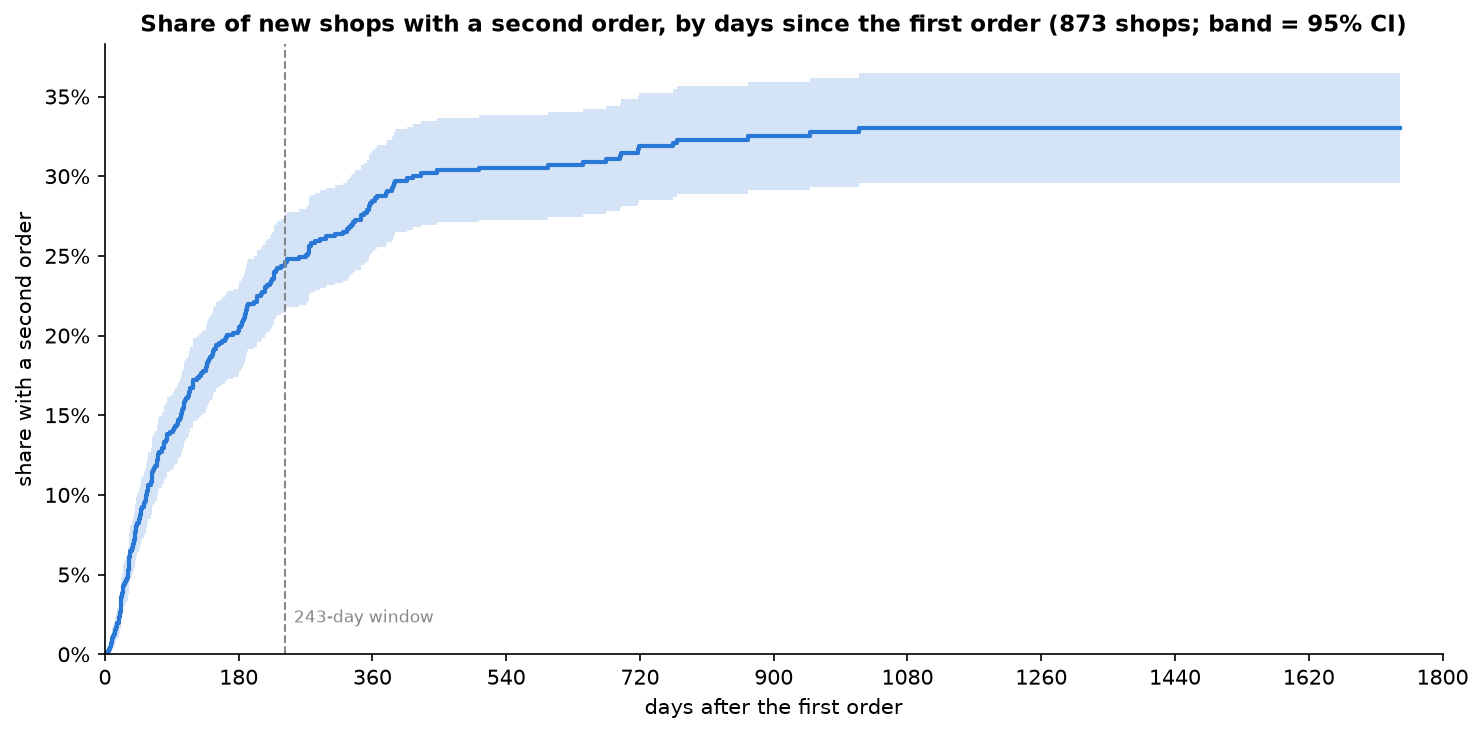 Share of new shops with a second order, by days since the first order (873 shops; band = 95% CI)
share with a second order
35%
30%
25%
20%
15%
10%
5%
0%
243-day window
0 180 360 540 720 900 1080 1260 1440 1620 1800
days after the first order